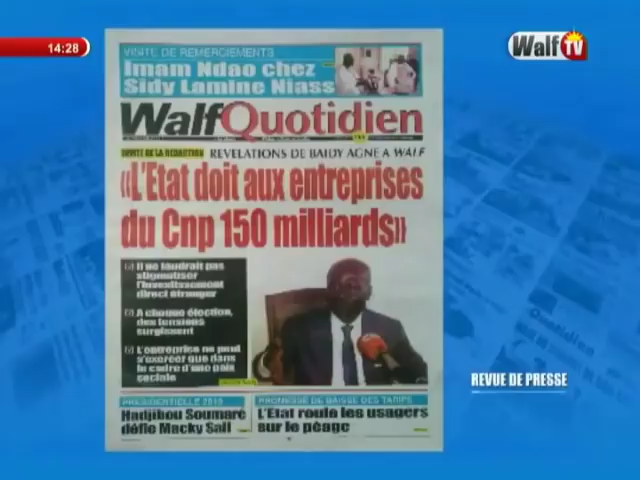 14:28
Walf TV
VISITE DE REMERCIEMENTS
Imam Ndao chez
Sidy Lamine Niass
WalfQuotidien
INVITE DE LA REDACTION
REVELATIONS DE BAIDY AGNE A WALF
«L'Etat doit aux entreprises
du Cnp 150 milliards»
Il ne faudrait pas
stigmatiser
l'investissement
direct étranger
A chaque élection,
des tensions
surgissent
L'entreprise ne peut
s'exercer que dans
le cadre d'une paix
sociale
REVUE DE PRESSE
PRESIDENTIELLE 2019
Hadjibou Soumaré
défie Macky Sall
PROMESSE DE BAISSE DES TARIFS
L'Etat roule les usagers
sur le péage